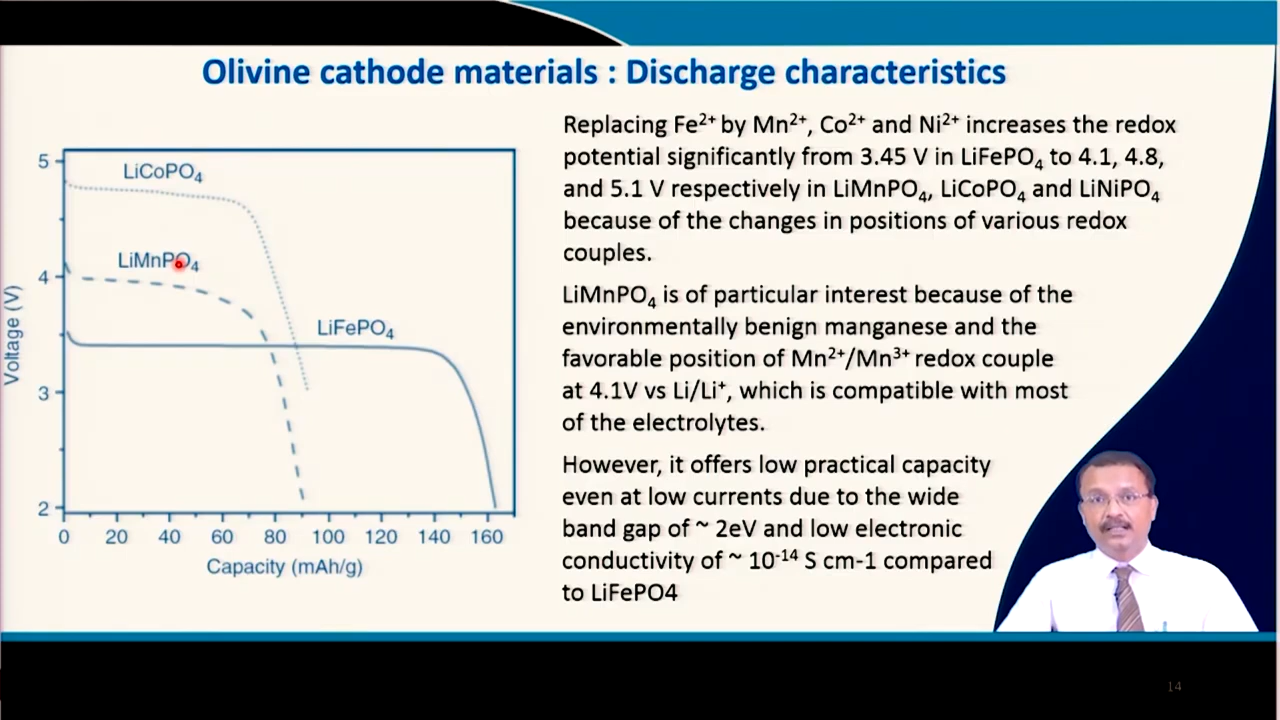 Olivine cathode materials : Discharge characteristics
Replacing Fe²⁺ by Mn²⁺, Co²⁺ and Ni²⁺ increases the redox
potential significantly from 3.45 V in LiFePO₄ to 4.1, 4.8,
and 5.1 V respectively in LiMnPO₄, LiCoPO₄ and LiNiPO₄
because of the changes in positions of various redox
couples.
LiMnPO₄ is of particular interest because of the
environmentally benign manganese and the
favorable position of Mn²⁺/Mn³⁺ redox couple
at 4.1V vs Li/Li⁺, which is compatible with most
of the electrolytes.
However, it offers low practical capacity
even at low currents due to the wide
band gap of ~ 2eV and low electronic
conductivity of ~ 10⁻¹⁴ S cm-1 compared
to LiFePO4
5
4
3
2
Voltage (V)
LiCoPO₄
LiMnPO₄
LiFePO₄
0 20 40 60 80 100 120 140 160
Capacity (mAh/g)
14